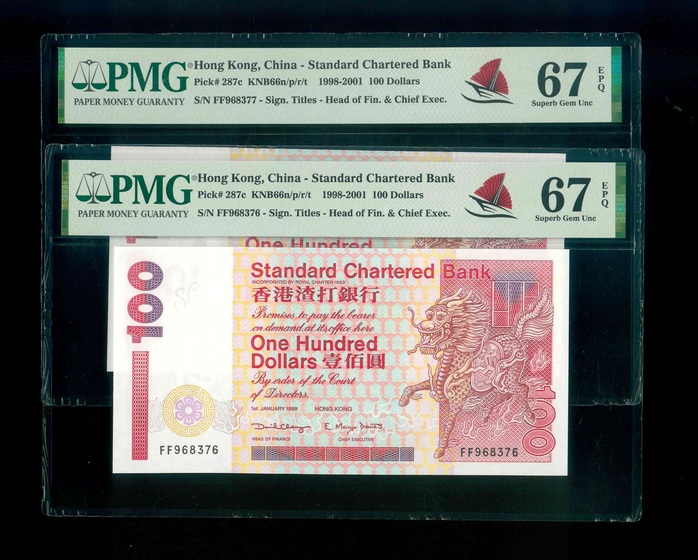 PMG®
PAPER MONEY GUARANTY
Hong Kong, China - Standard Chartered Bank
Pick# 287c KNB66n/p/r/t 1998-2001 100 Dollars
S/N FF968377 - Sign. Titles - Head of Fin. & Chief Exec.
67 EPQ
Superb Gem Unc
PMG®
PAPER MONEY GUARANTY
Hong Kong, China - Standard Chartered Bank
Pick# 287c KNB66n/p/r/t 1998-2001 100 Dollars
S/N FF968376 - Sign. Titles - Head of Fin. & Chief Exec.
67 EPQ
Superb Gem Unc
One Hundred
100
Standard Chartered Bank
INCORPORATED BY ROYAL CHARTER 1853
香港渣打銀行
Promises to pay the bearer
on demand at its office here
One Hundred
Dollars 壹佰圓
By order of the Court
of Directors.
1st JANUARY 1999 HONG KONG
HEAD OF FINANCE CHIEF EXECUTIVE
FF968376
FF968376
100